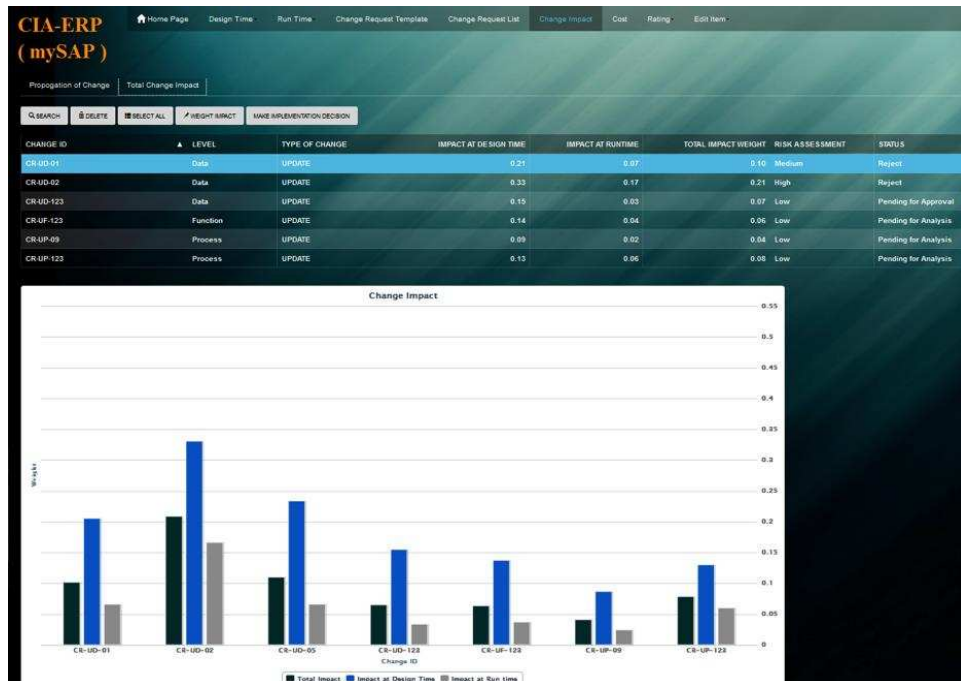 CIA-ERP
( mySAP )
Home Page Design Time Run Time Change Request Template Change Request List Change Impact Cost Rating Edit Item
Propogation of Change Total Change Impact
SEARCH DELETE SELECT ALL WEIGHT IMPACT MAKE IMPLEMENTATION DECISION
CHANGE ID ▲ LEVEL TYPE OF CHANGE IMPACT AT DESIGN TIME IMPACT AT RUNTIME TOTAL IMPACT WEIGHT RISK ASSESSMENT STATUS
CR-UD-01 Data UPDATE 0.21 0.07 0.10 Medium Reject
CR-UD-02 Data UPDATE 0.33 0.17 0.21 High Reject
CR-UD-123 Data UPDATE 0.15 0.03 0.07 Low Pending for Approval
CR-UF-123 Function UPDATE 0.14 0.04 0.06 Low Pending for Analysis
CR-UP-09 Process UPDATE 0.09 0.02 0.04 Low Pending for Analysis
CR-UP-123 Process UPDATE 0.13 0.06 0.08 Low Pending for Analysis
Change Impact
0.55
0.5
0.45
0.4
0.35
0.3
0.25
0.2
0.15
0.1
0.05
0
Weight
CR-UD-01 CR-UD-02 CR-UD-05 CR-UD-123 CR-UF-123 CR-UP-09 CR-UP-123
Change ID
Total Impact Impact at Design Time Impact at Run time